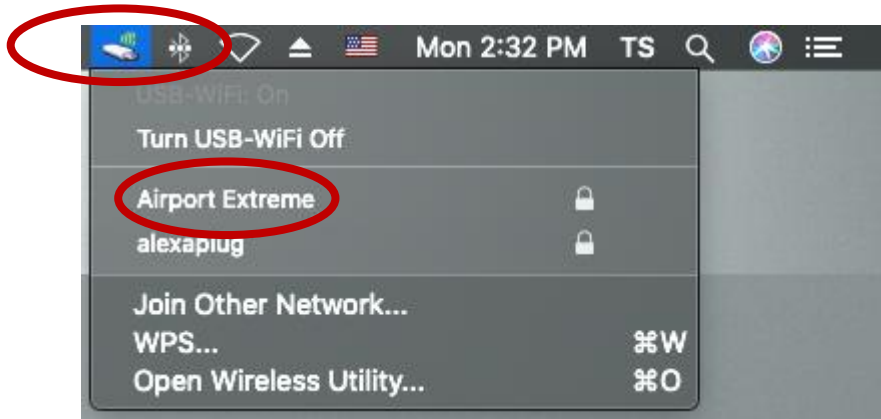 Mon 2:32 PM TS
USB-WiFi: On
Turn USB-WiFi Off
Airport Extreme
alexaplug
Join Other Network...
WPS... ⌘W
Open Wireless Utility... ⌘O